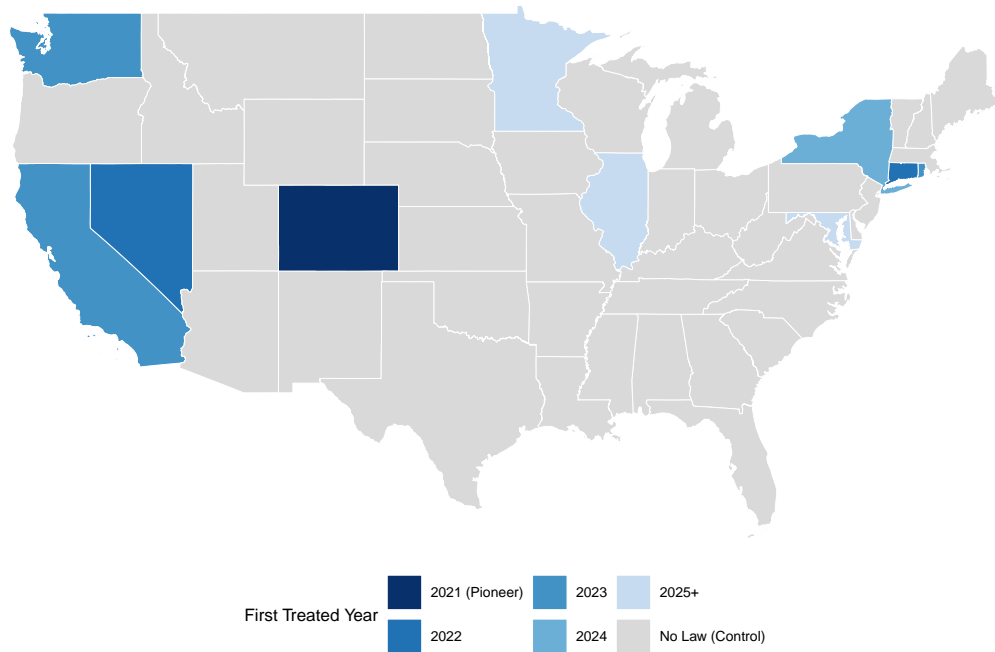 First Treated Year
2021 (Pioneer)
2022
2023
2024
2025+
No Law (Control)